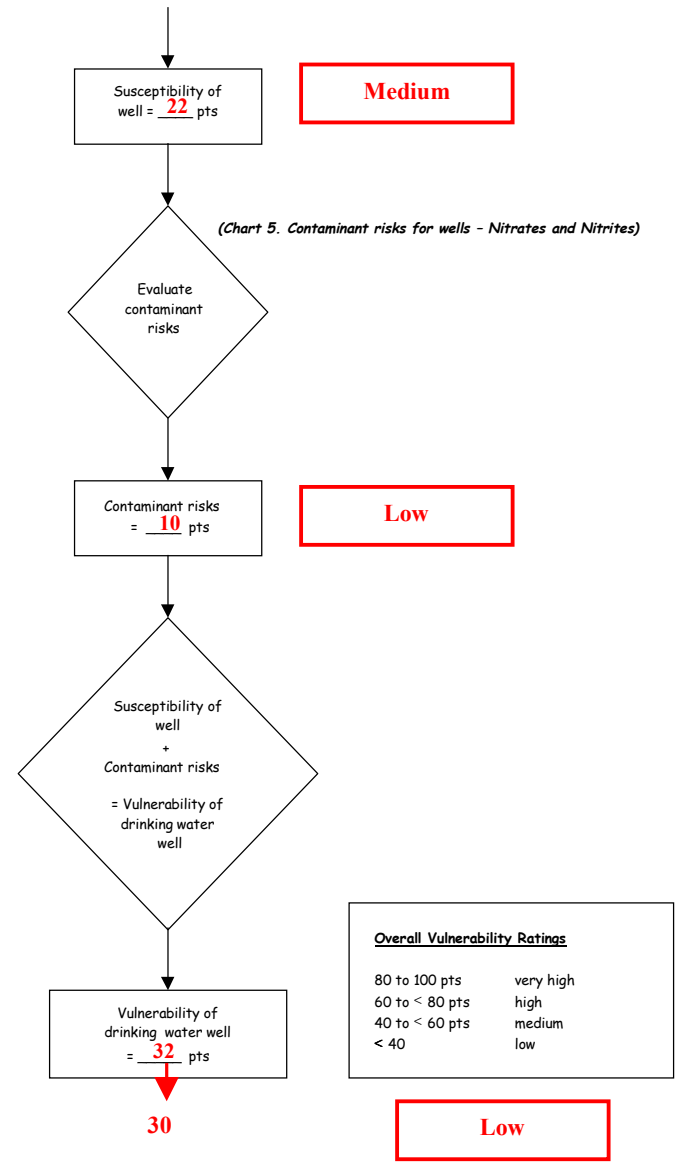 Susceptibility of
well = 22 pts
Medium
(Chart 5. Contaminant risks for wells – Nitrates and Nitrites)
Evaluate
contaminant
risks
Contaminant risks
= 10 pts
Low
Susceptibility of
well
+
Contaminant risks
= Vulnerability of
drinking water
well
Overall Vulnerability Ratings
80 to 100 pts very high
60 to < 80 pts high
40 to < 60 pts medium
< 40 low
Vulnerability of
drinking water well
= 32 pts
30
Low